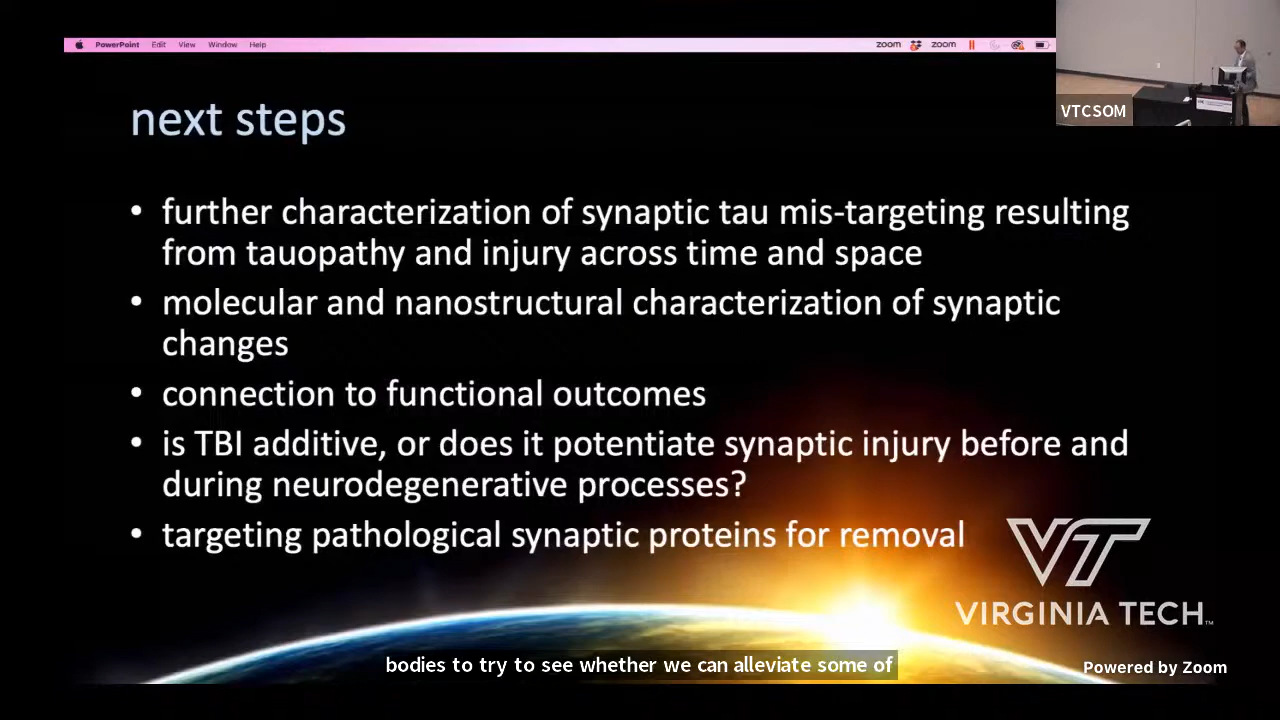 PowerPoint Edit View Window Help
zoom zoom
VTCSOM
next steps
• further characterization of synaptic tau mis-targeting resulting
from tauopathy and injury across time and space
• molecular and nanostructural characterization of synaptic
changes
• connection to functional outcomes
• is TBI additive, or does it potentiate synaptic injury before and
during neurodegenerative processes?
• targeting pathological synaptic proteins for removal
VT
VIRGINIA TECH™
bodies to try to see whether we can alleviate some of
Powered by Zoom